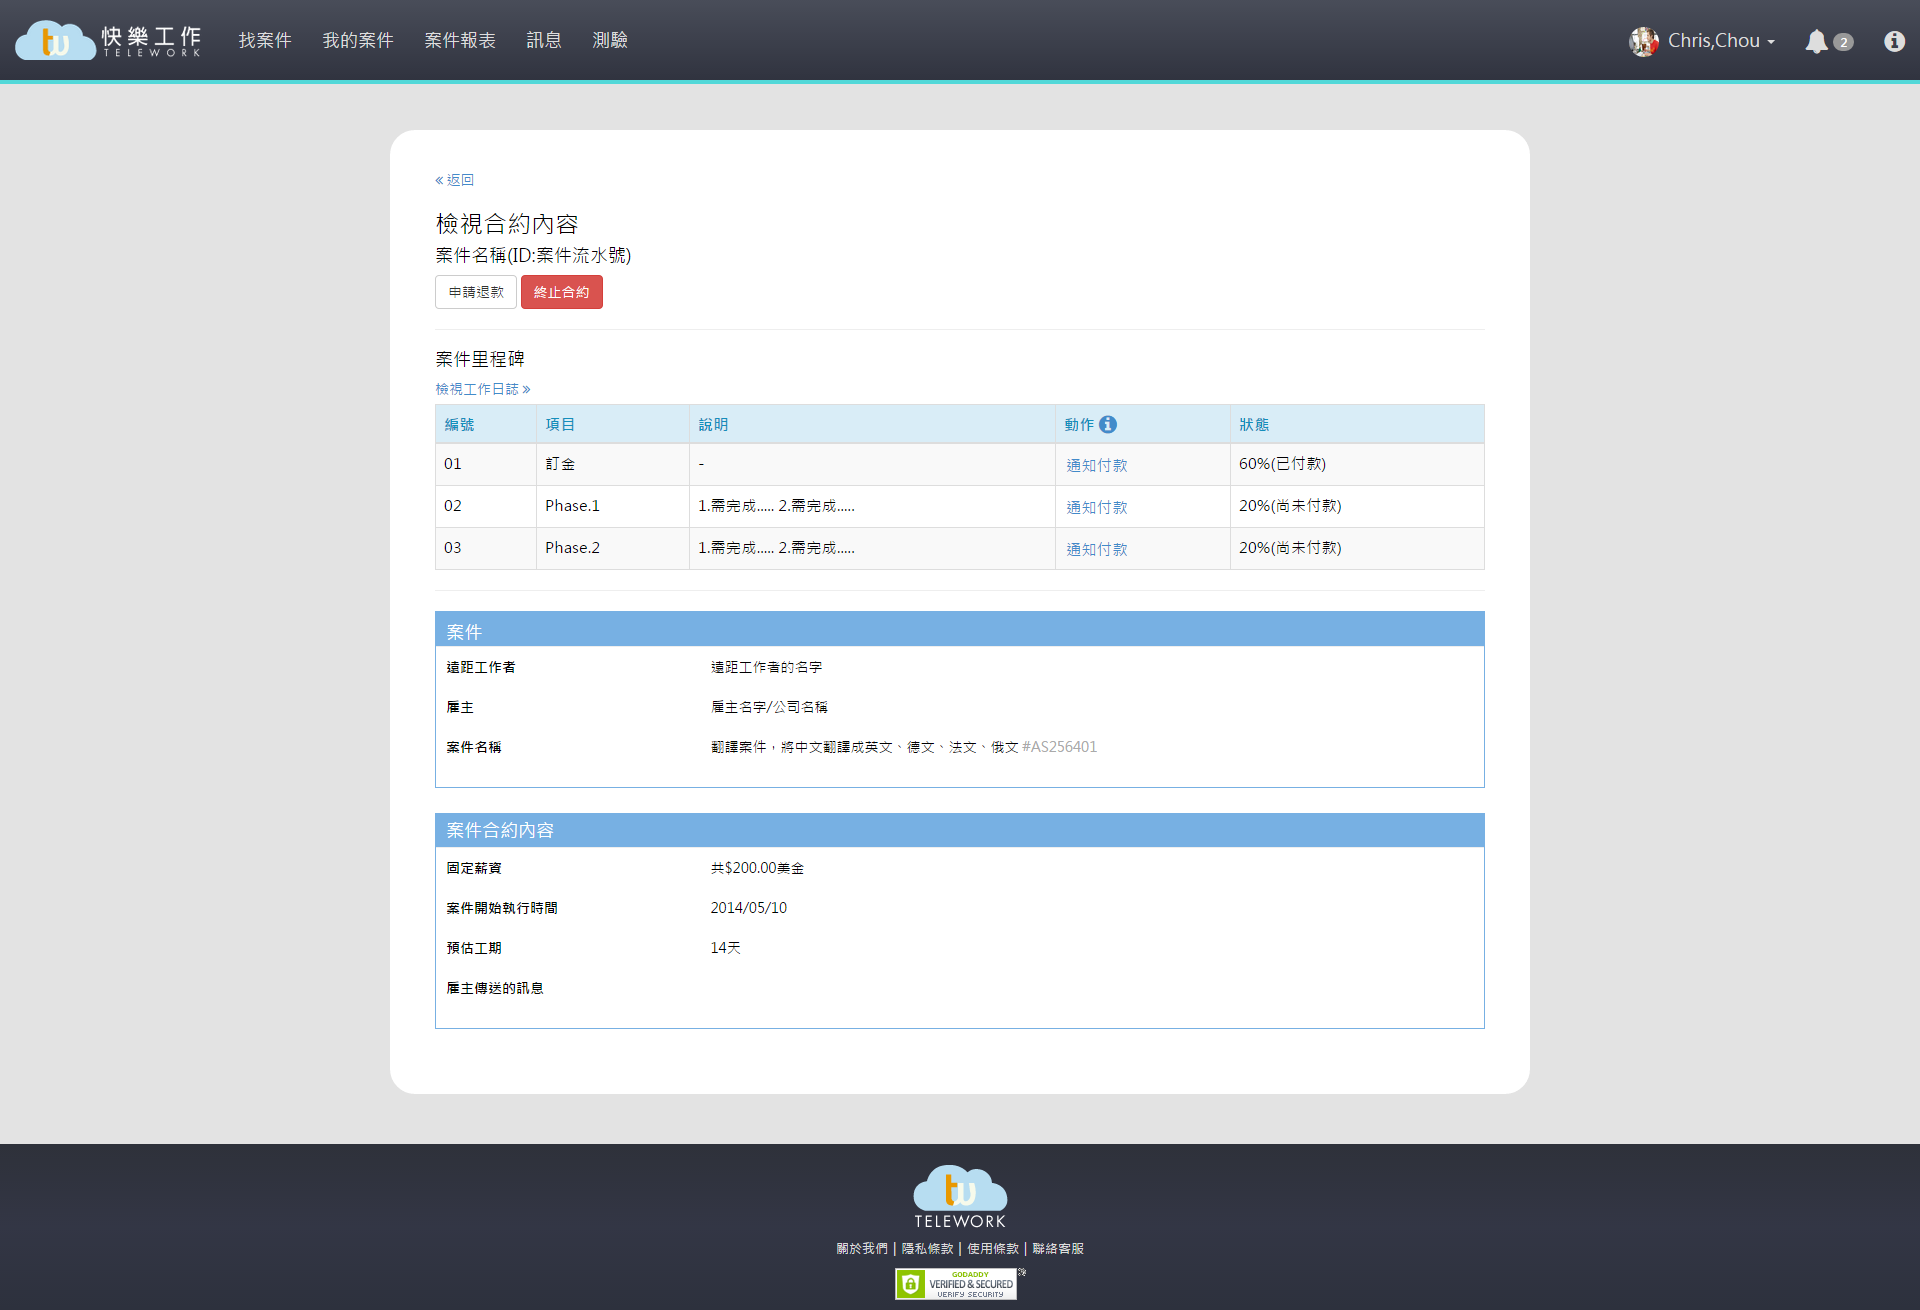 tw 快樂工作 TELEWORK 找案件 我的案件 案件報表 訊息 測驗 Chris,Chou 2
« 返回
檢視合約內容
案件名稱(ID:案件流水號)
申請退款 終止合約
案件里程碑
檢視工作日誌 »
編號 項目 說明 動作 狀態
01 訂金 - 通知付款 60%(已付款)
02 Phase.1 1.需完成..... 2.需完成..... 通知付款 20%(尚未付款)
03 Phase.2 1.需完成..... 2.需完成..... 通知付款 20%(尚未付款)
案件
遠距工作者 遠距工作者的名字
雇主 雇主名字/公司名稱
案件名稱 翻譯案件，將中文翻譯成英文、德文、法文、俄文 #AS256401
案件合約內容
固定薪資 共$200.00美金
案件開始執行時間 2014/05/10
預估工期 14天
雇主傳送的訊息
tw
TELEWORK
關於我們 | 隱私條款 | 使用條款 | 聯絡客服
GODADDY
VERIFIED & SECURED
VERIFY SECURITY